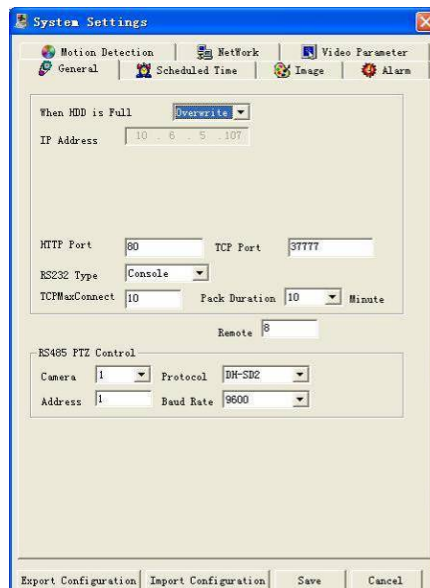 System Settings
Motion Detection NetWork Video Parameter
General Scheduled Time Image Alarm
When HDD is Full Overwrite
IP Address 10 . 6 . 5 .107
HTTP Port 80 TCP Port 37777
RS232 Type Console
TCPMaxConnect 10 Pack Duration 10 Minute
Remote 8
RS485 PTZ Control
Camera 1 Protocol DH-SD2
Address 1 Baud Rate 9600
Export Configuration Import Configuration Save Cancel